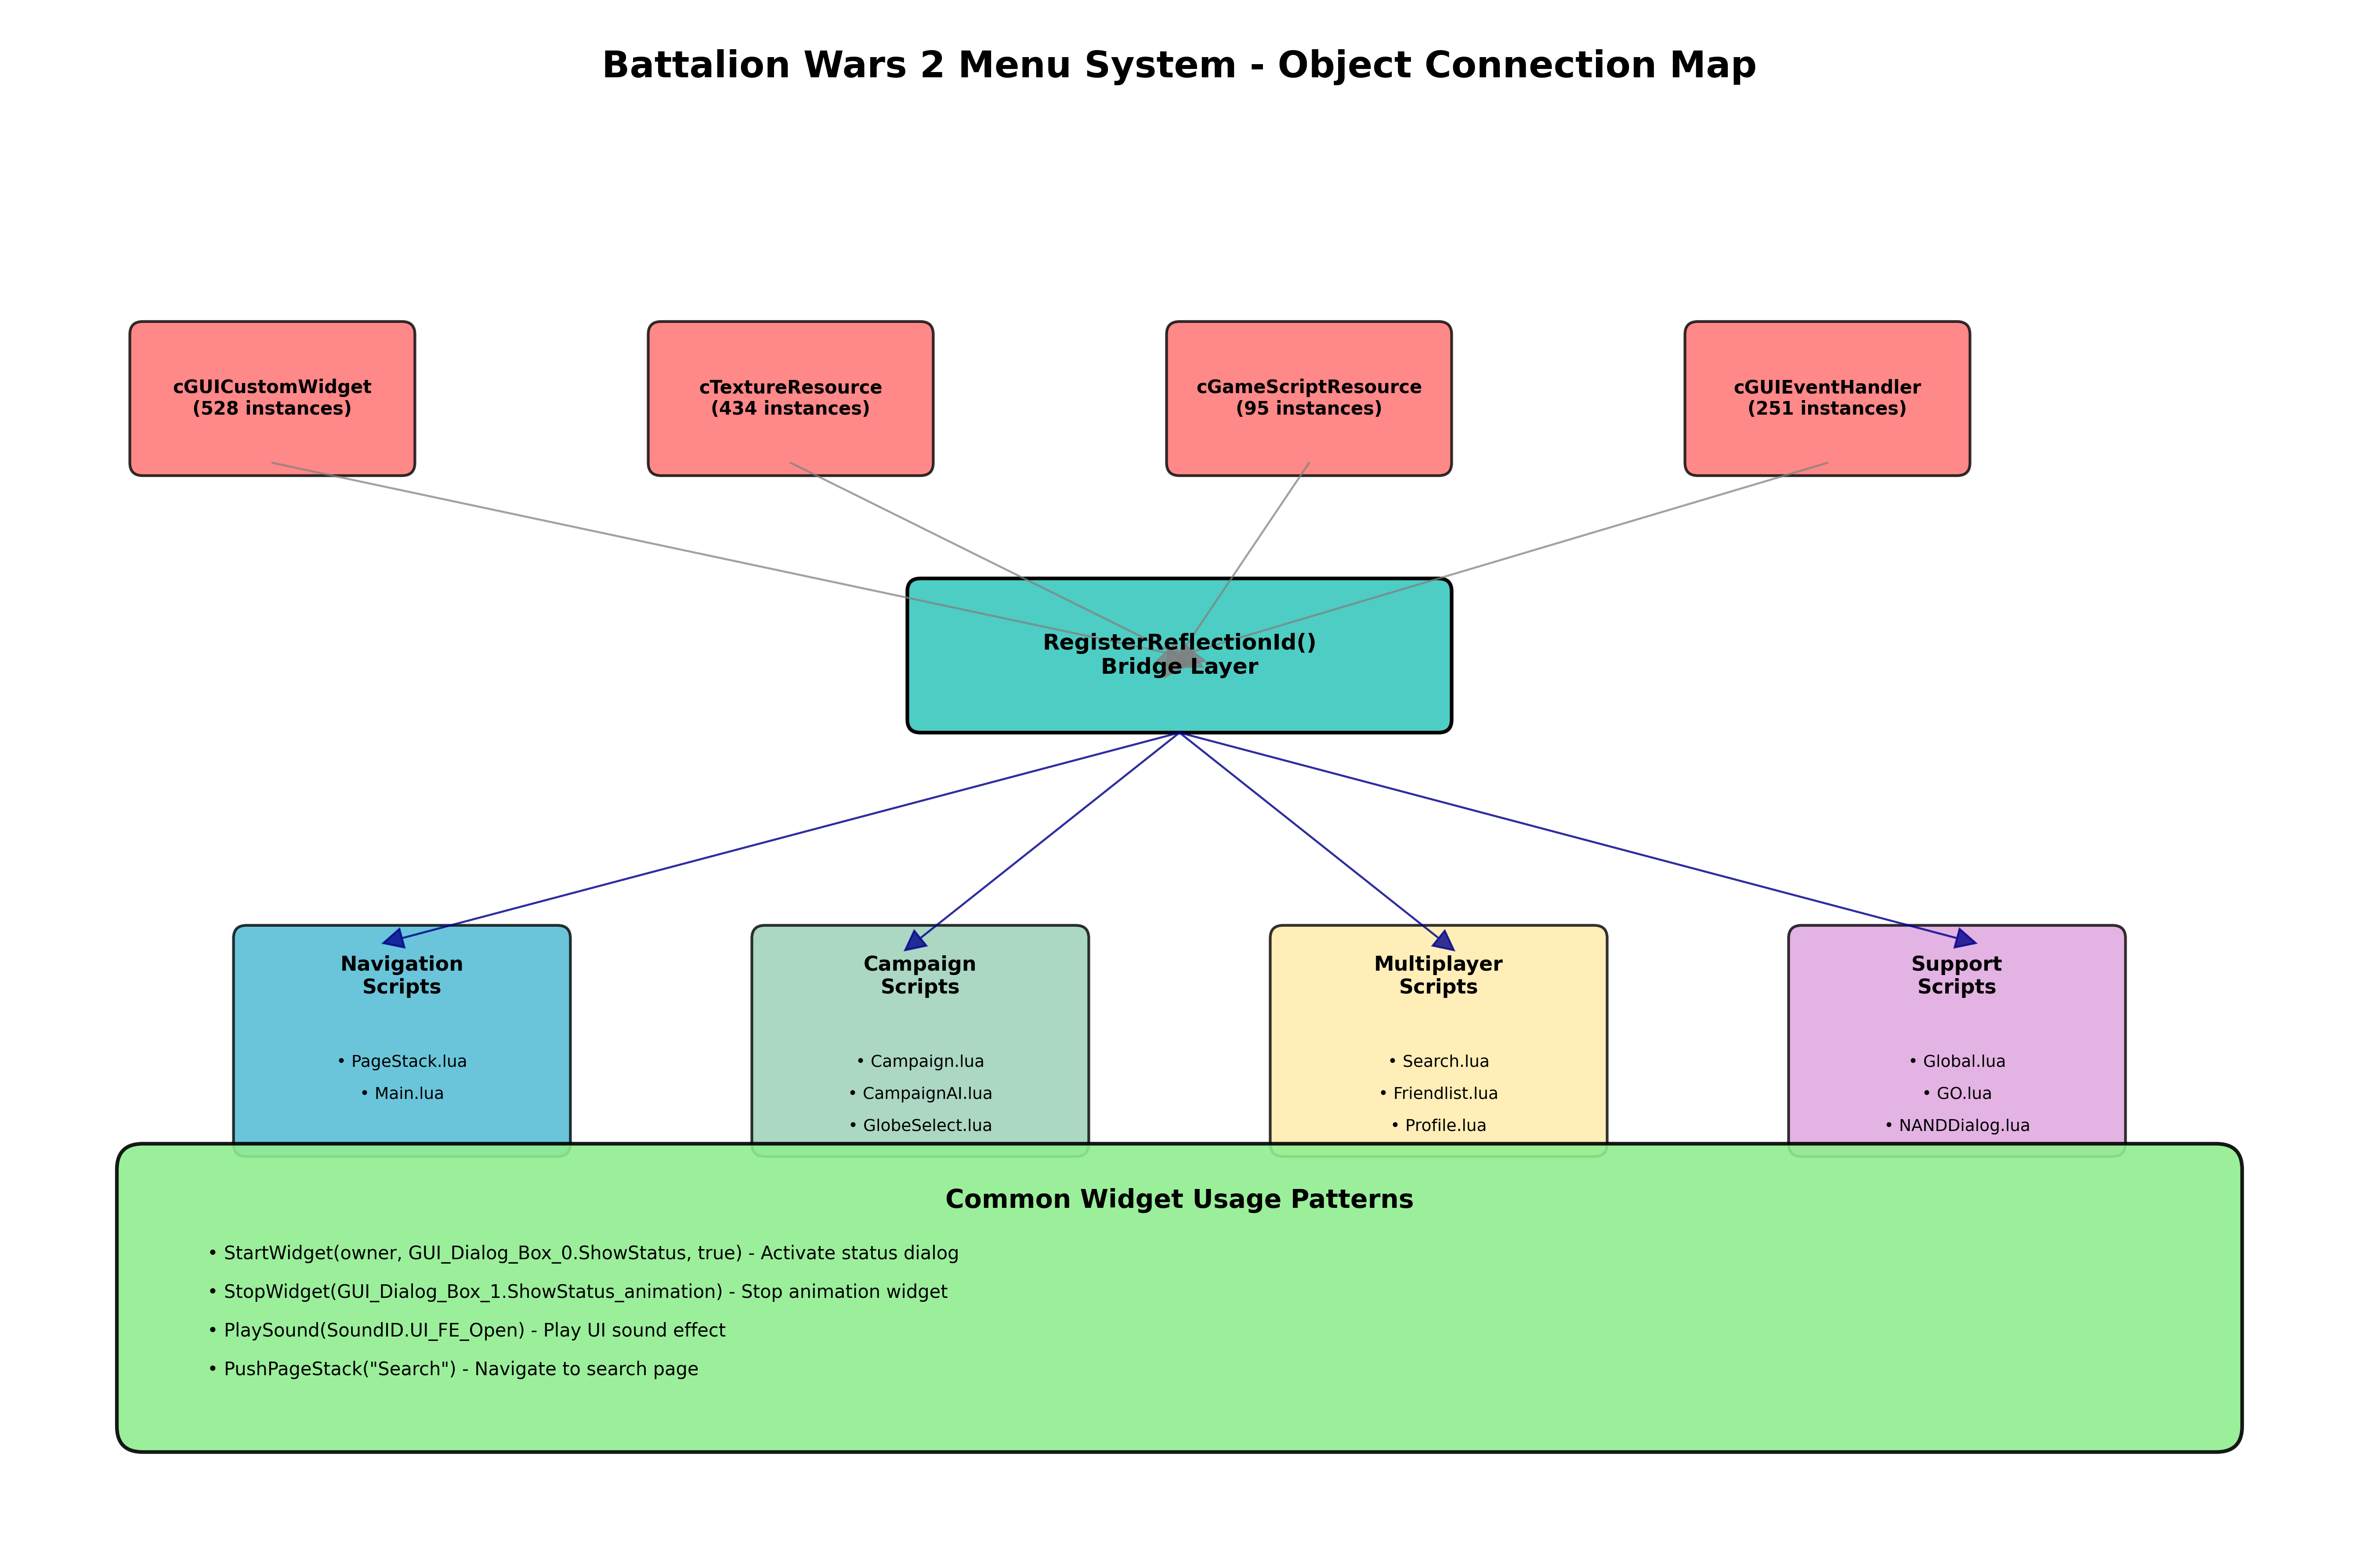 Battalion Wars 2 Menu System - Object Connection Map
cGUICustomWidget
(528 instances)
cTextureResource
(434 instances)
cGameScriptResource
(95 instances)
cGUIEventHandler
(251 instances)
RegisterReflectionId()
Bridge Layer
Navigation
Scripts
• PageStack.lua
• Main.lua
Campaign
Scripts
• Campaign.lua
• CampaignAI.lua
• GlobeSelect.lua
Multiplayer
Scripts
• Search.lua
• Friendlist.lua
• Profile.lua
Support
Scripts
• Global.lua
• GO.lua
• NANDDialog.lua
Common Widget Usage Patterns
• StartWidget(owner, GUI_Dialog_Box_0.ShowStatus, true) - Activate status dialog
• StopWidget(GUI_Dialog_Box_1.ShowStatus_animation) - Stop animation widget
• PlaySound(SoundID.UI_FE_Open) - Play UI sound effect
• PushPageStack("Search") - Navigate to search page